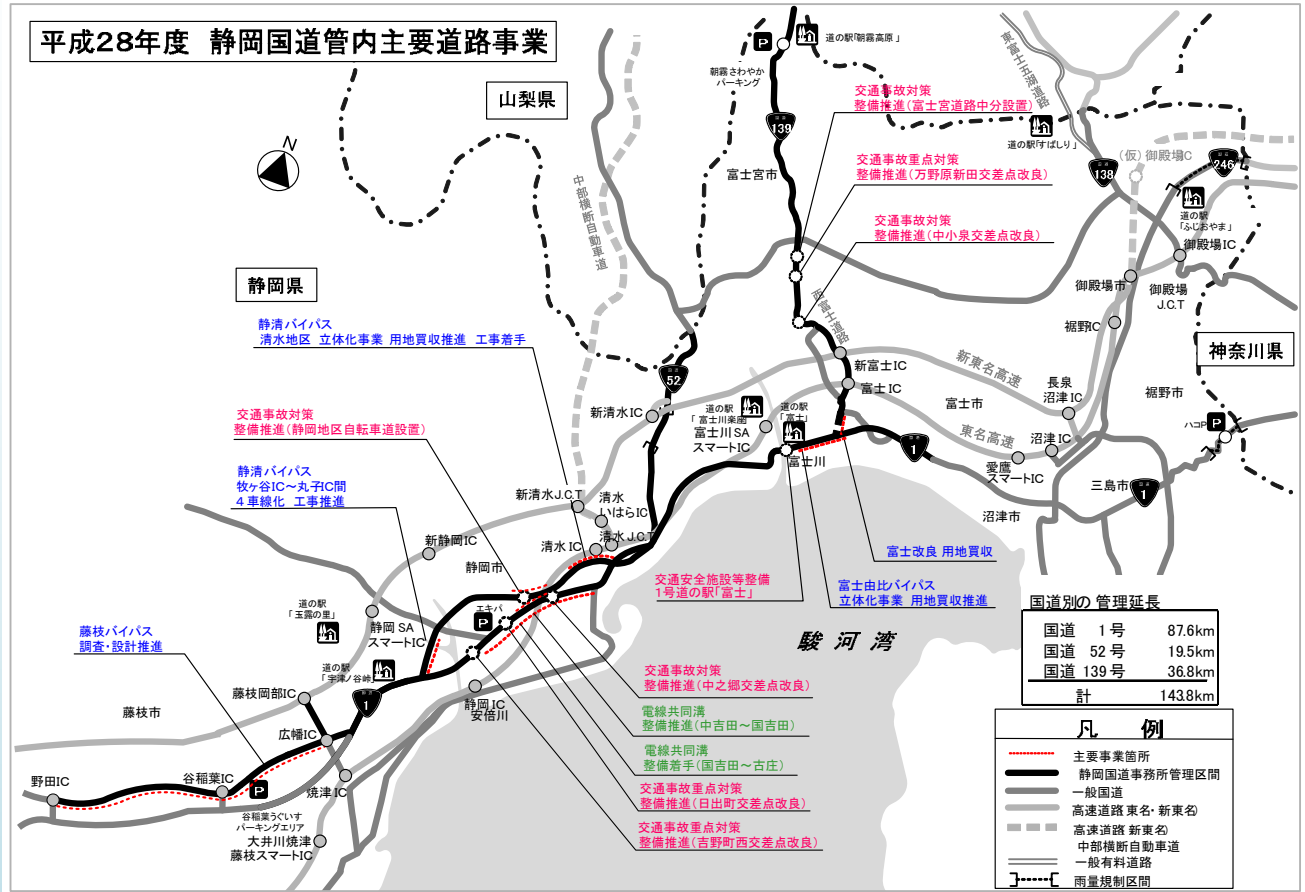 平成28年度 静岡国道管内主要道路事業
山梨県
静岡県
神奈川県
N
中部横断自動車道
道の駅「朝霧高原」
P
朝霧さわやか
パーキング
国道
139
富士宮市
交通事故対策
整備推進(富士宮道路中分設置)
交通事故重点対策
整備推進(万野原新田交差点改良)
交通事故対策
整備推進(中小泉交差点改良)
東富士五湖道路
道の駅「すばしり」
国道
138
(仮)御殿場IC
国道
246
道の駅
「ふじおやま」
御殿場IC
御殿場市
御殿場
J.C.T
裾野IC
裾野市
長泉
沼津IC
沼津IC
愛鷹
スマートIC
ハコP
P
三島市
国道
1
沼津市
西富士道路
新東名高速
東名高速
新富士IC
富士IC
富士市
国道
1
静清バイパス
清水地区 立体化事業 用地買収推進 工事着手
国道
52
新清水IC
道の駅
「富士川楽座」
富士川SA
スマートIC
道の駅
「富士」
富士川
交通事故対策
整備推進(静岡地区自転車道設置)
静清バイパス
牧ヶ谷IC～丸子IC間
４車線化 工事推進
新清水J.C.T
清水
いはらIC
清水J.C.T
清水IC
新静岡IC
静岡市
富士改良 用地買収
富士由比バイパス
立体化事業 用地買収推進
交通安全施設等整備
1号道の駅「富士」
駿河湾
エキパ
P
道の駅
「玉露の里」
静岡SA
スマートIC
道の駅
「宇津ノ谷峠」
国道
1
藤枝バイパス
調査・設計推進
藤枝岡部IC
藤枝市
広幡IC
静岡IC
安倍川
野田IC
谷稲葉IC
P
谷稲葉うぐいす
パーキングエリア
焼津IC
大井川焼津
藤枝スマートIC
交通事故対策
整備推進(中之郷交差点改良)
電線共同溝
整備推進(中吉田～国吉田)
電線共同溝
整備着手(国吉田～古庄)
交通事故重点対策
整備推進(日出町交差点改良)
交通事故重点対策
整備推進(吉野町西交差点改良)
国道別の管理延長
国道 1号 87.6km
国道 52号 19.5km
国道 139号 36.8km
計 143.8km
凡 例
主要事業箇所
静岡国道事務所管理区間
一般国道
高速道路 東名・新東名)
高速道路 新東名)
中部横断自動車道
一般有料道路
雨量規制区間